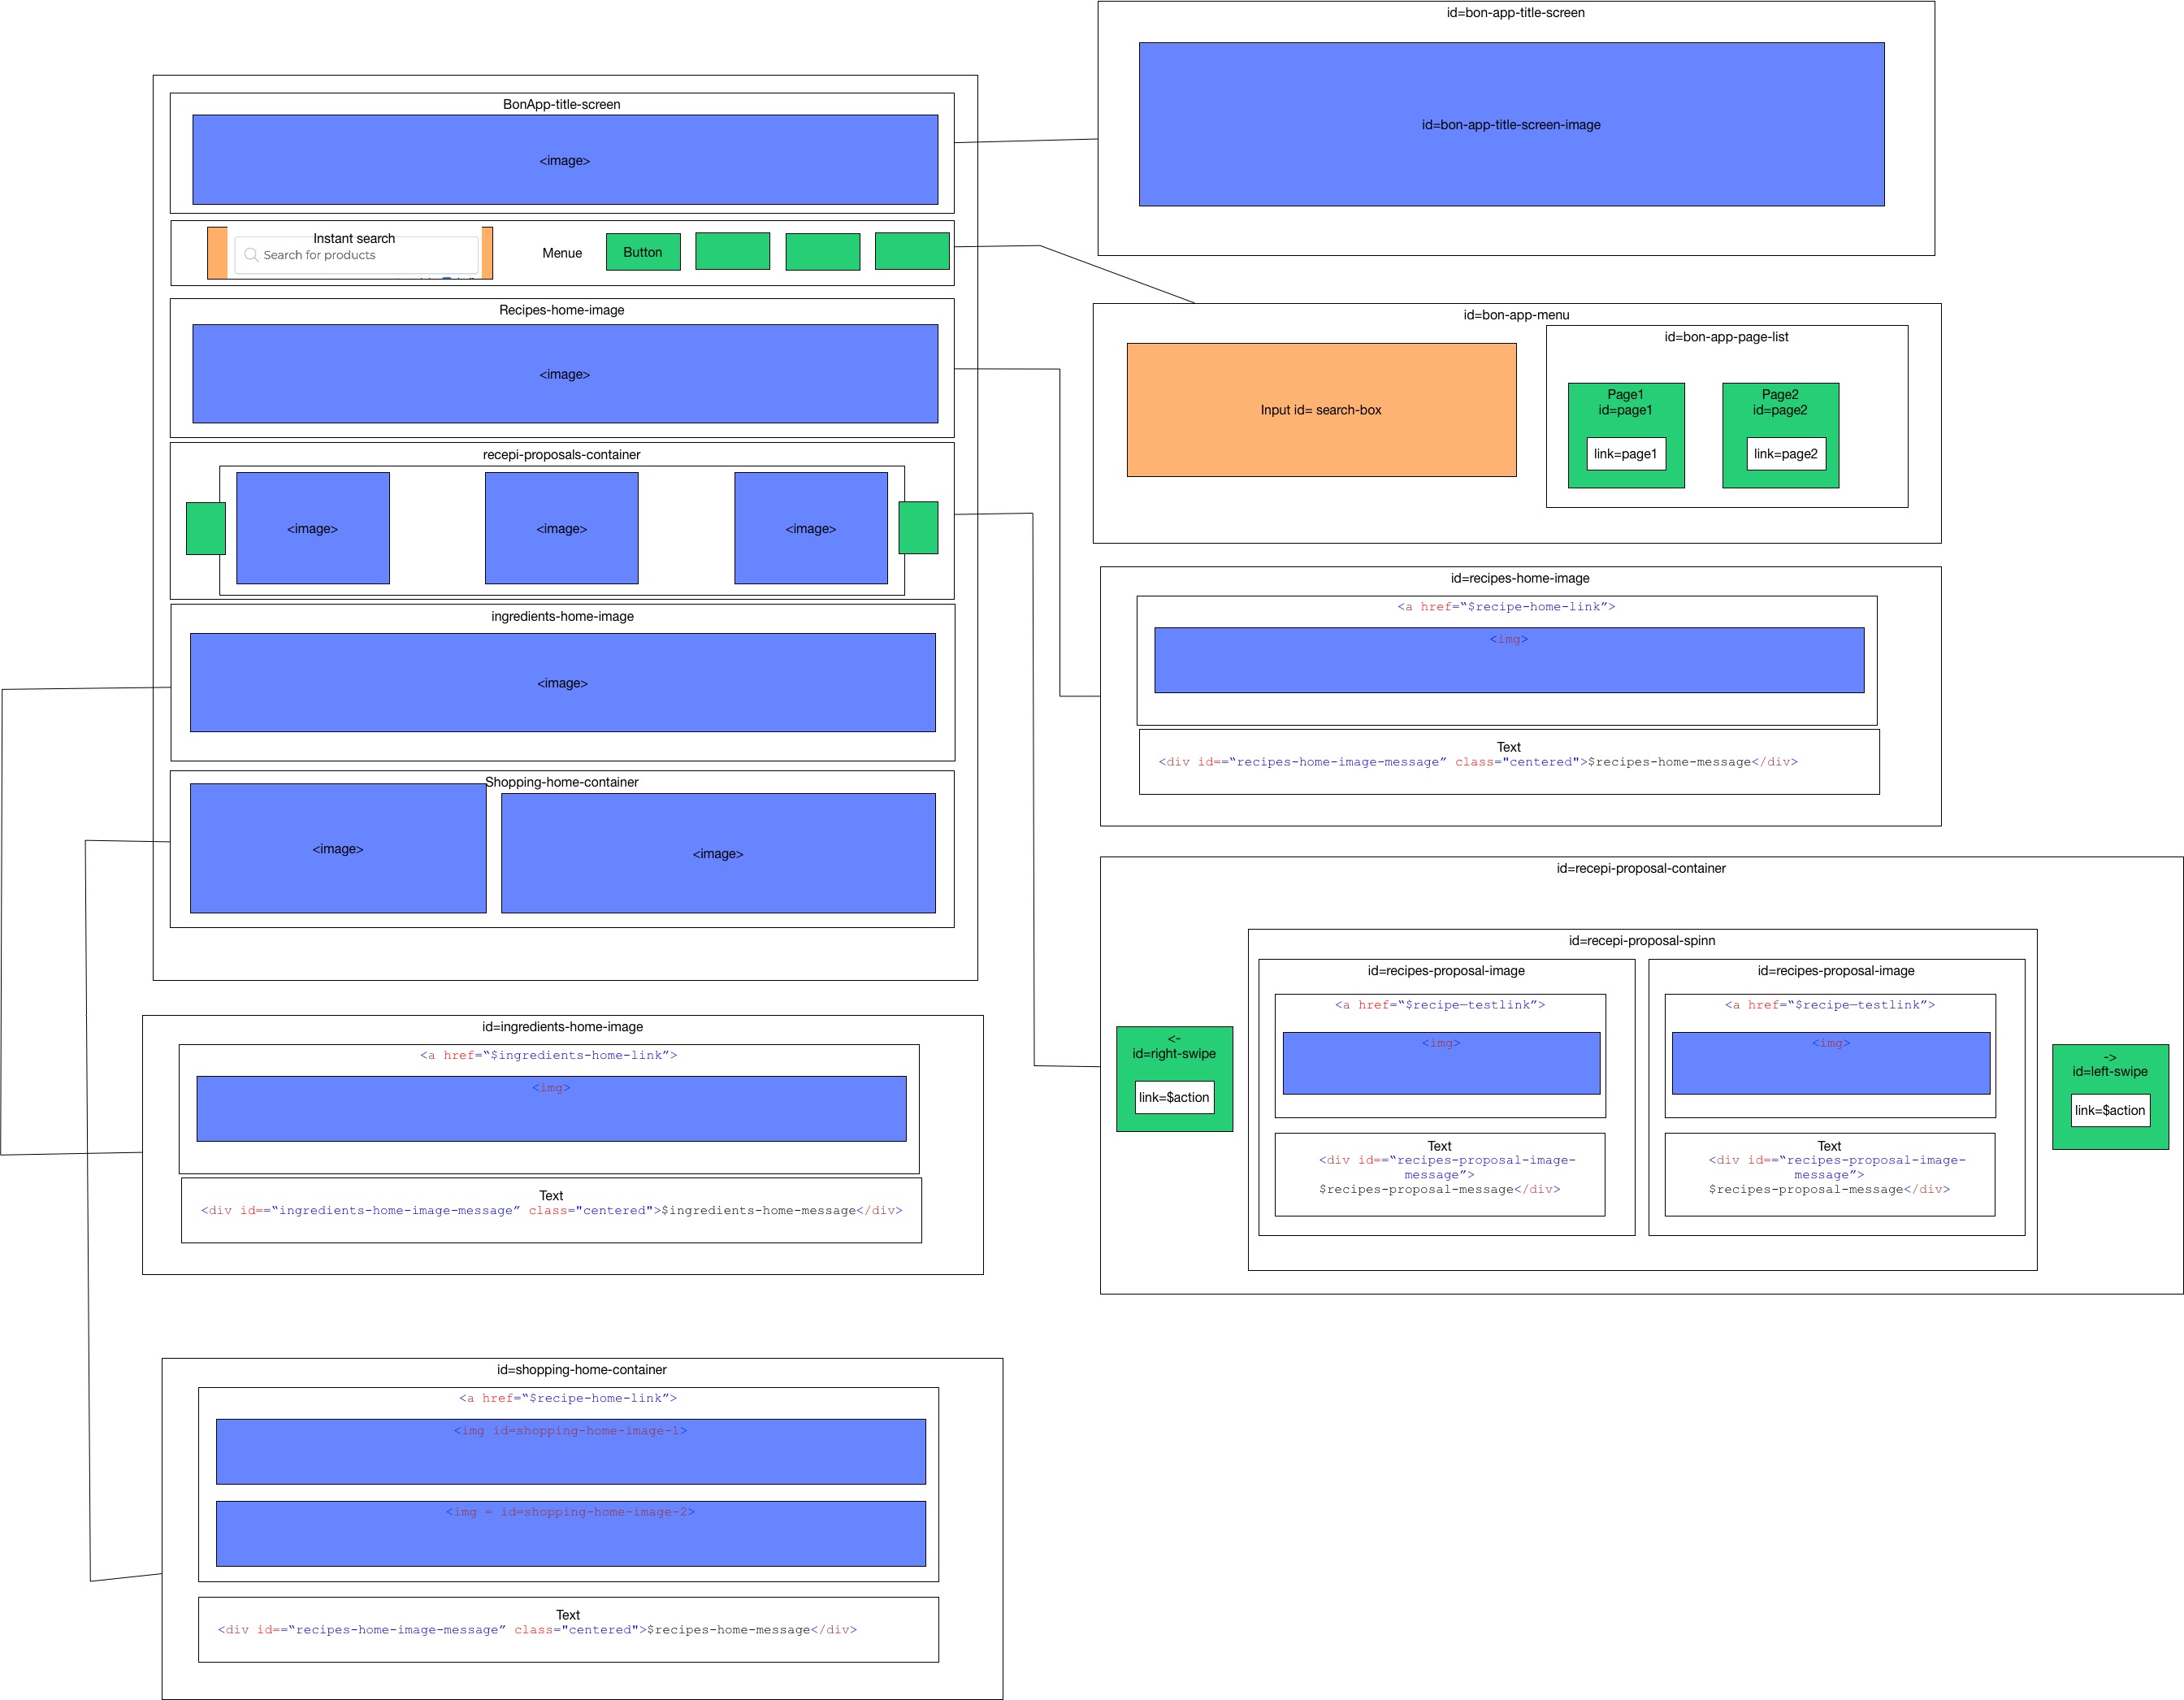 BonApp-title-screen
<image>
Instant search
Search for products
Menue
Button
Recipes-home-image
<image>
recepi-proposals-container
<image>
<image>
<image>
ingredients-home-image
<image>
Shopping-home-container
<image>
<image>
id=bon-app-title-screen
id=bon-app-title-screen-image
id=bon-app-menu
Input id= search-box
id=bon-app-page-list
Page1
id=page1
link=page1
Page2
id=page2
link=page2
id=recipes-home-image
<a href=“$recipe-home-link”>
<img>
Text
<div id==“recipes-home-image-message” class="centered">$recipes-home-message</div>
id=recepi-proposal-container
<-
id=right-swipe
link=$action
id=recepi-proposal-spinn
id=recipes-proposal-image
<a href=“$recipe—testlink”>
<img>
Text
<div id==“recipes-proposal-image-
message”>
$recipes-proposal-message</div>
id=recipes-proposal-image
<a href=“$recipe—testlink”>
<img>
Text
<div id==“recipes-proposal-image-
message”>
$recipes-proposal-message</div>
->
id=left-swipe
link=$action
id=ingredients-home-image
<a href=“$ingredients-home-link”>
<img>
Text
<div id==“ingredients-home-image-message” class="centered">$ingredients-home-message</div>
id=shopping-home-container
<a href=“$recipe-home-link”>
<img id=shopping-home-image-1>
<img = id=shopping-home-image-2>
Text
<div id==“recipes-home-image-message” class="centered">$recipes-home-message</div>